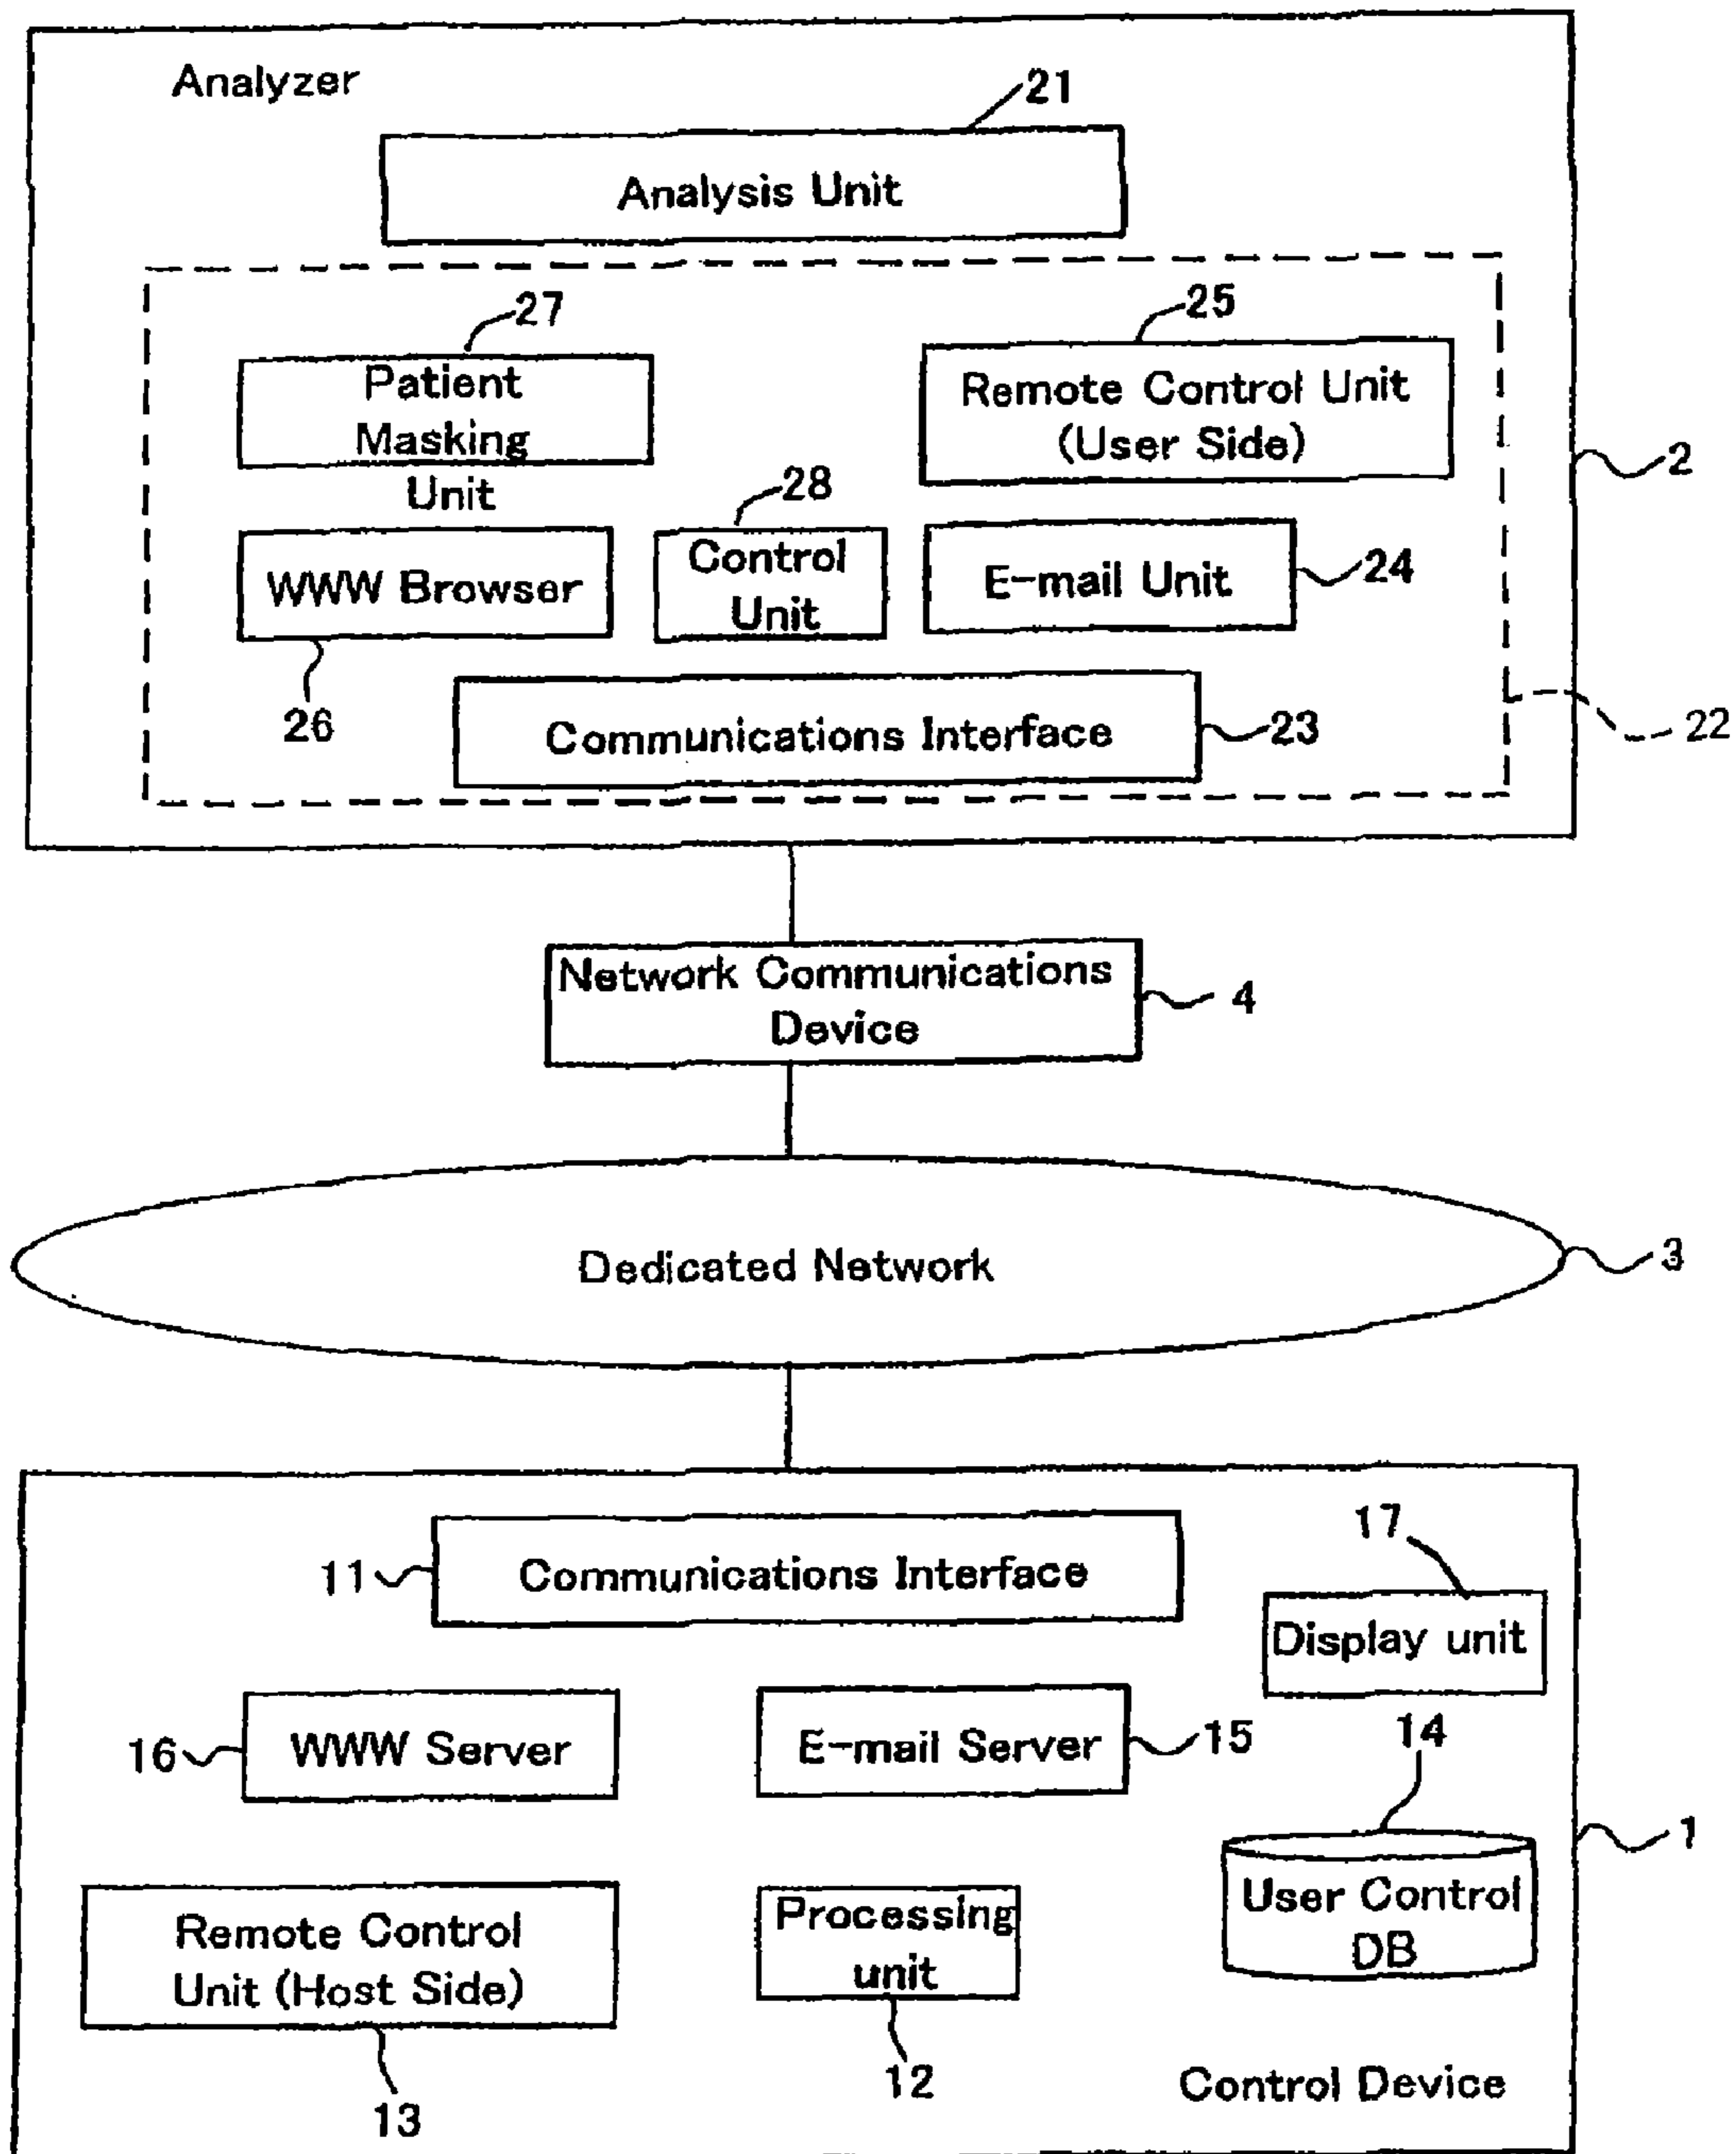 Analyzer
21
Analysis Unit
27
25
Patient
Masking
Unit
Remote Control Unit
(User Side)
2
28
WWW Browser
Control
Unit
E-mail Unit
24
26
Communications Interface
23
22
Network Communications
Device
4
Dedicated Network
3
11
Communications Interface
17
Display unit
16
WWW Server
E-mail Server
15
14
1
Remote Control
Unit (Host Side)
Processing
unit
User Control
DB
13
12
Control Device